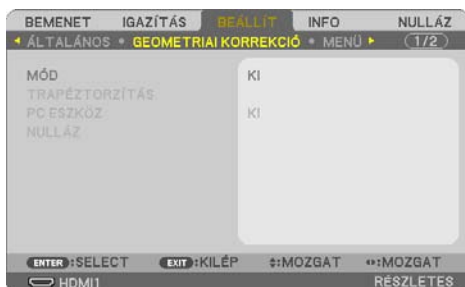 BEMENET IGAZÍTÁS BEÁLLÍT INFO NULLÁZ
ÁLTALÁNOS • GEOMETRIAI KORREKCIÓ • MENÜ 1/2
MÓD KI
TRAPÉZTORZÍTÁS
PC ESZKÖZ KI
NULLÁZ
ENTER :SELECT EXIT :KILÉP :MOZGAT :MOZGAT
HDMI1 RÉSZLETES